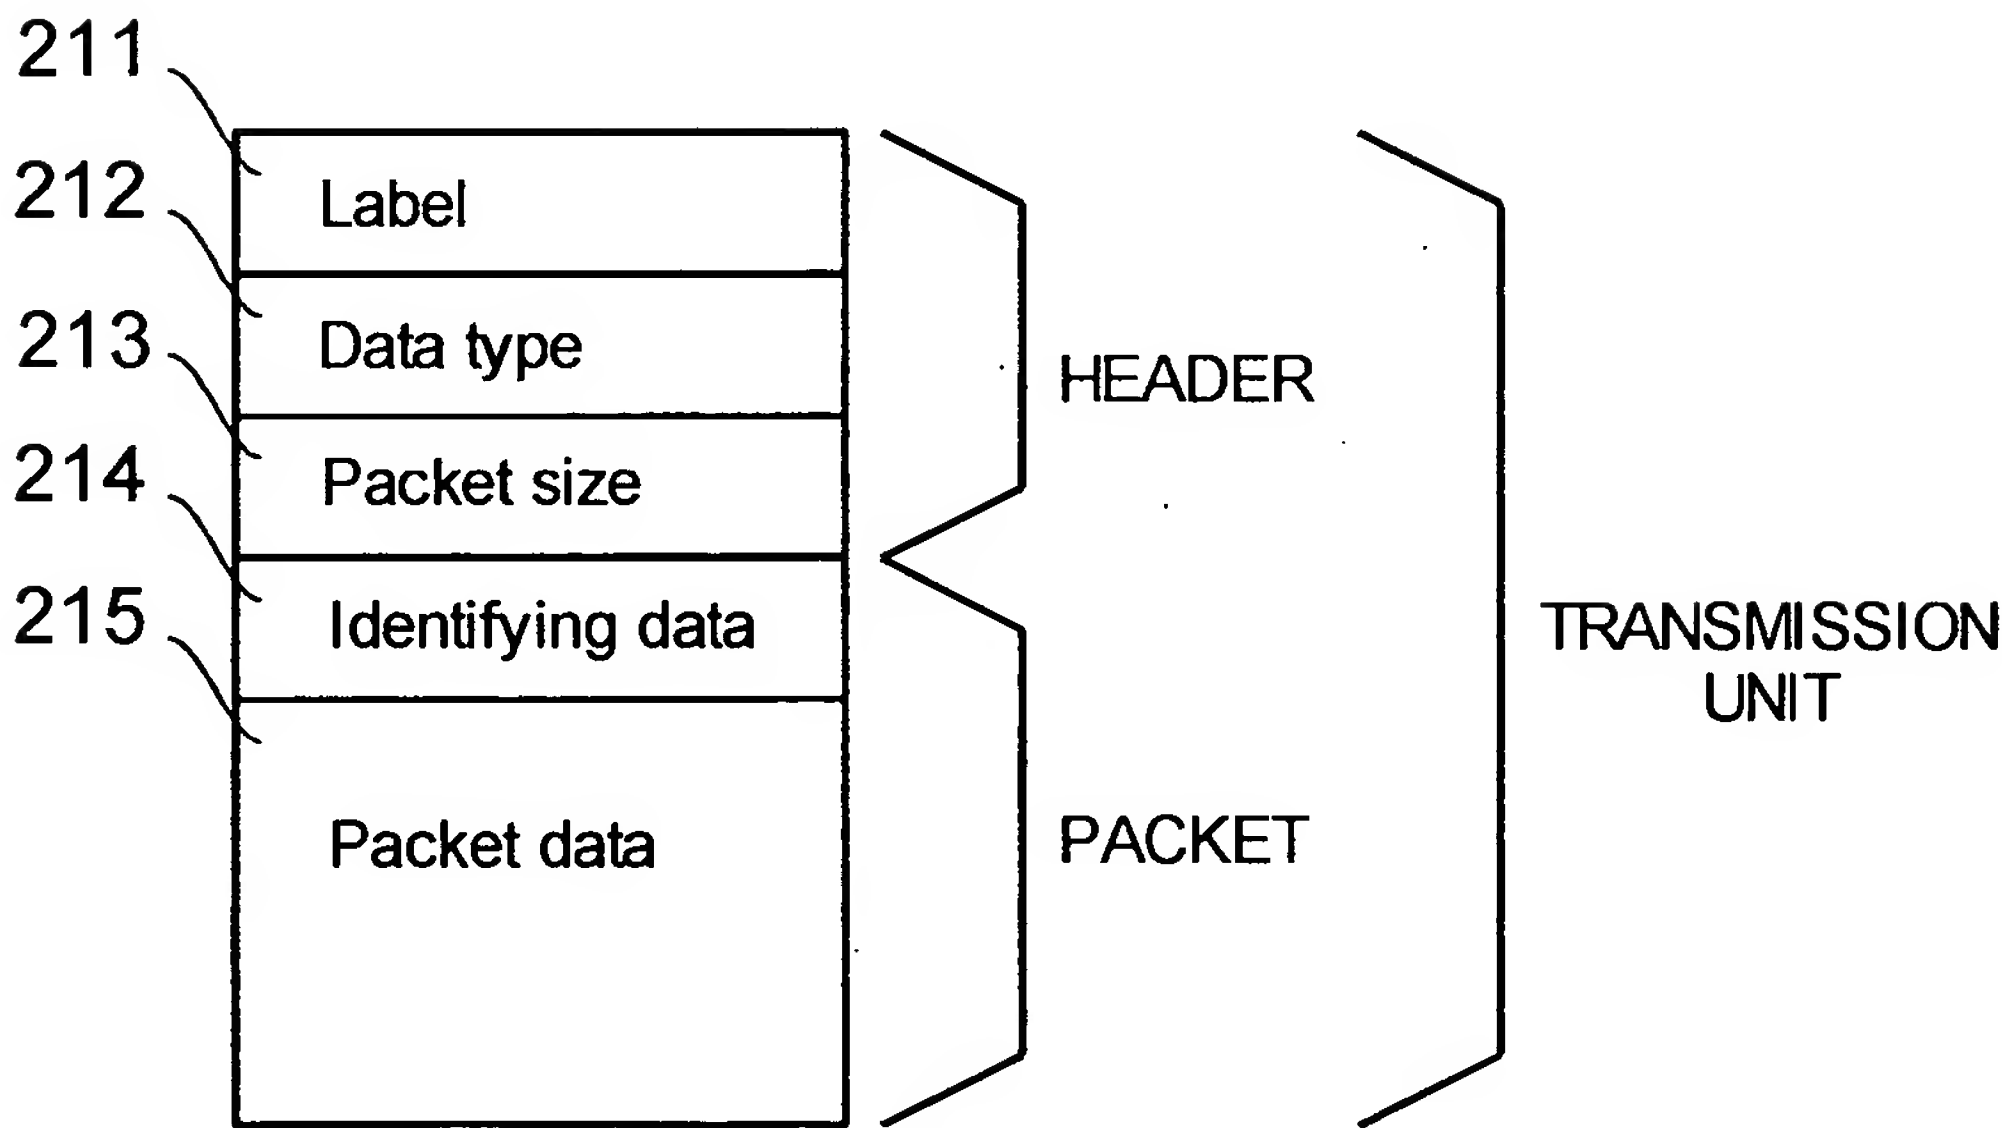 211
Label
212
Data type
213
Packet size
214
Identifying data
215
Packet data
HEADER
PACKET
TRANSMISSION
UNIT